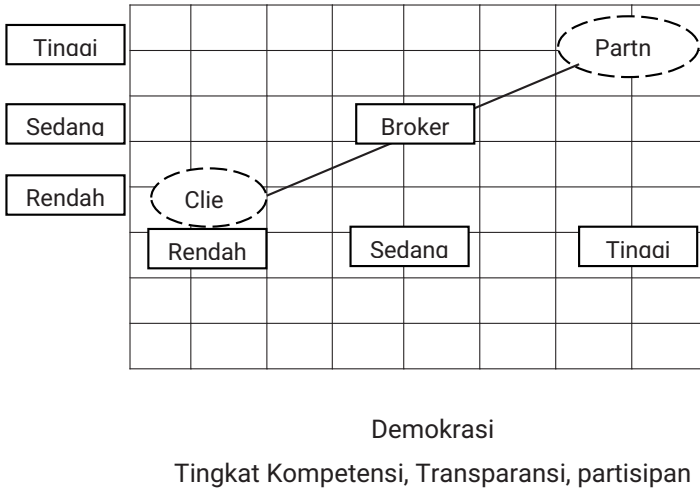 Tinggi
Partn
Sedang
Broker
Rendah
Clie
Rendah
Sedang
Tinggi
Demokrasi
Tingkat Kompetensi, Transparansi, partisipan